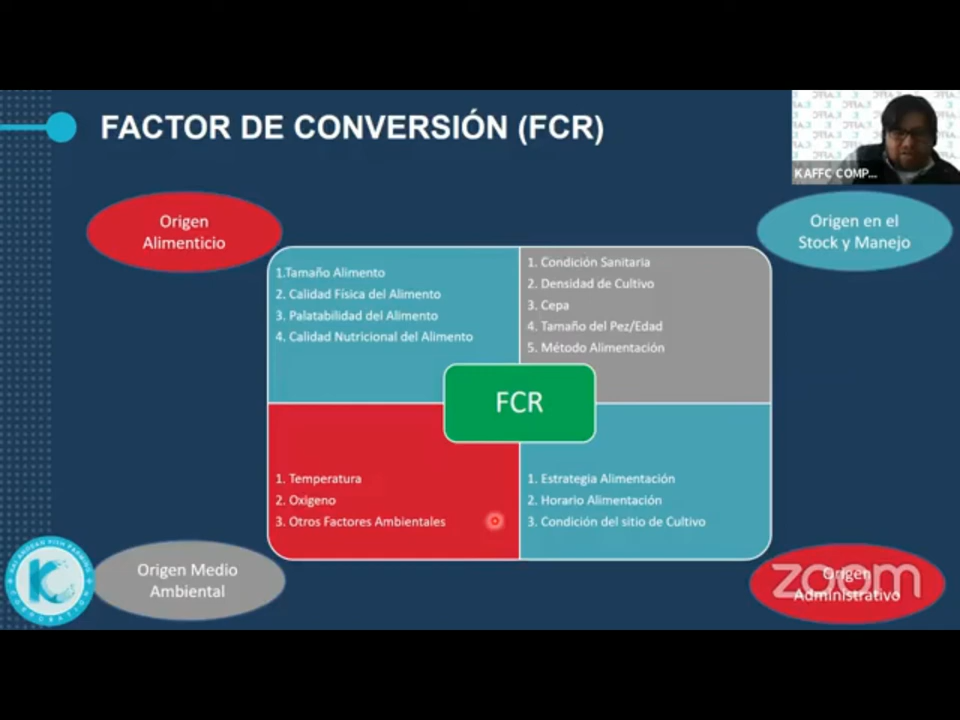 FACTOR DE CONVERSIÓN (FCR)
KAFFC COMP...
Origen
Alimenticio
Origen en el
Stock y Manejo
1.Tamaño Alimento
2. Calidad Física del Alimento
3. Palatabilidad del Alimento
4. Calidad Nutricional del Alimento
1. Condición Sanitaria
2. Densidad de Cultivo
3. Cepa
4. Tamaño del Pez/Edad
5. Método Alimentación
FCR
1. Temperatura
2. Oxigeno
3. Otros Factores Ambientales
1. Estrategia Alimentación
2. Horario Alimentación
3. Condición del sitio de Cultivo
Origen Medio
Ambiental
Origen
Administrativo
zoom